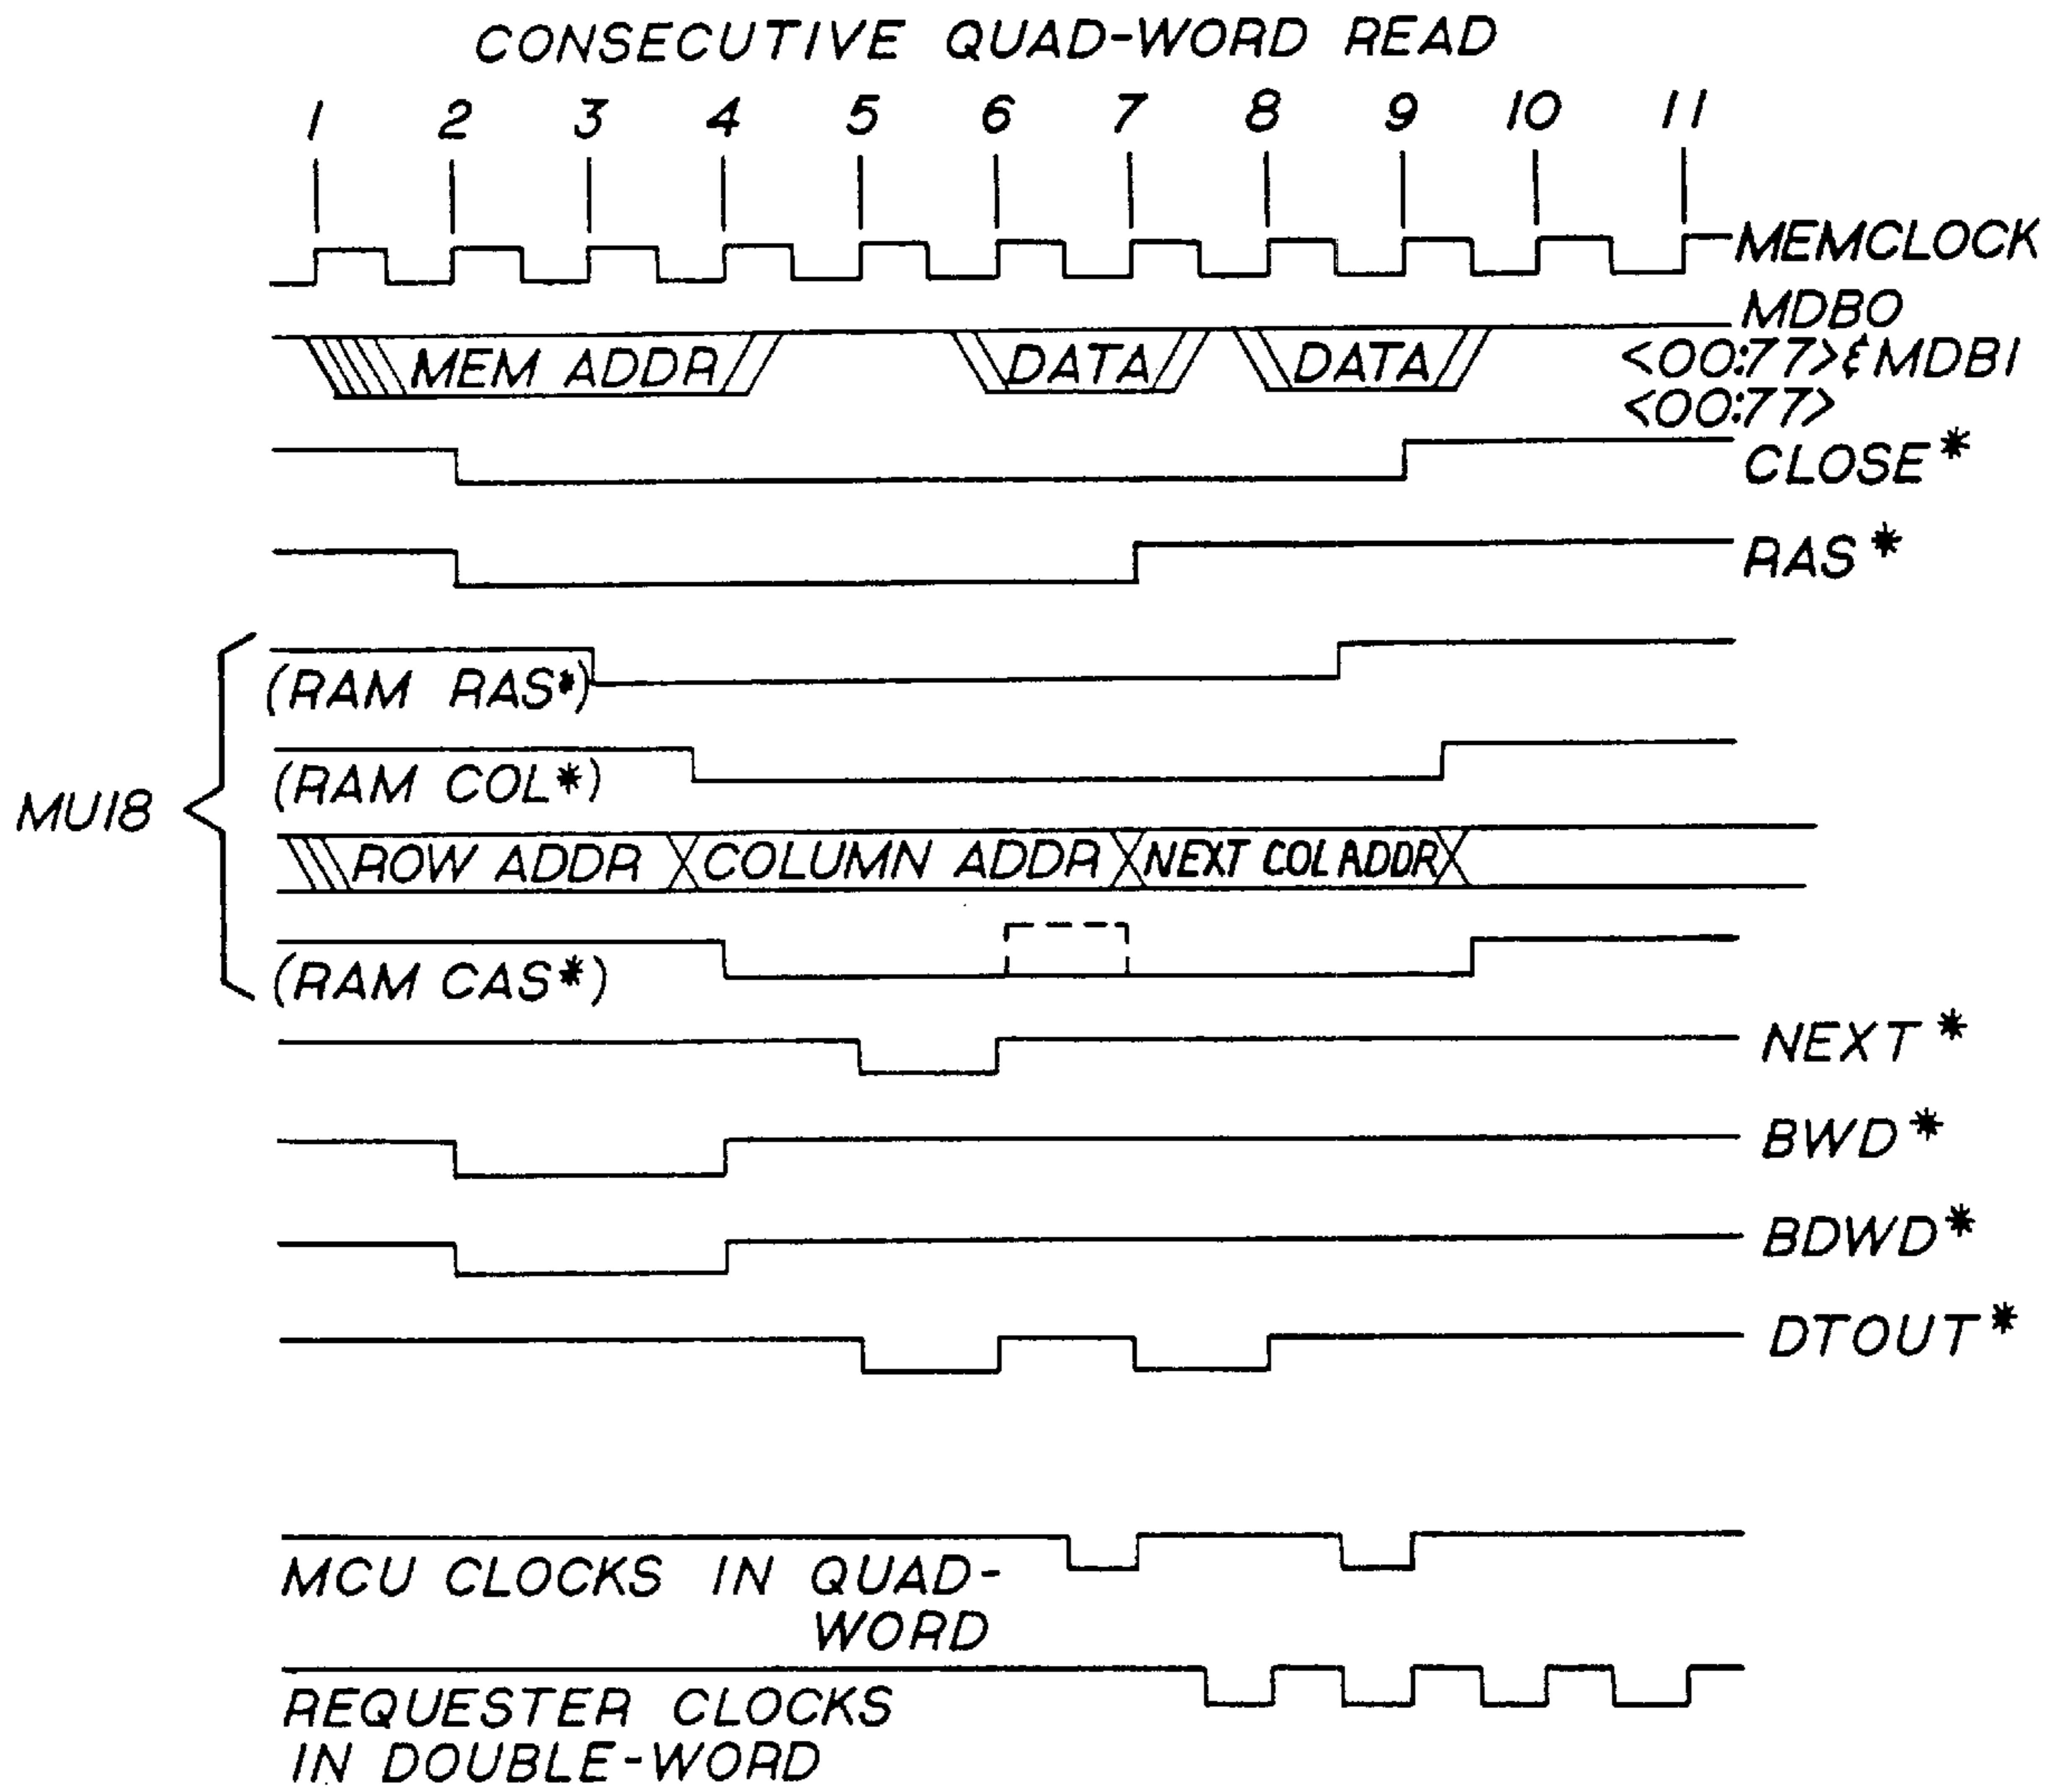 CONSECUTIVE QUAD-WORD READ
1 2 3 4 5 6 7 8 9 10 11
MEMCLOCK
MDBO
<00:77>&MDBI
<00:77>
MEM ADDR DATA DATA
CLOSE*
RAS*
(RAM RAS*)
(RAM COL*)
MU18
ROW ADDR COLUMN ADDR NEXT COL ADDR
(RAM CAS*)
NEXT*
BWD*
BDWD*
DTOUT*
MCU CLOCKS IN QUAD-
WORD
REQUESTER CLOCKS
IN DOUBLE-WORD